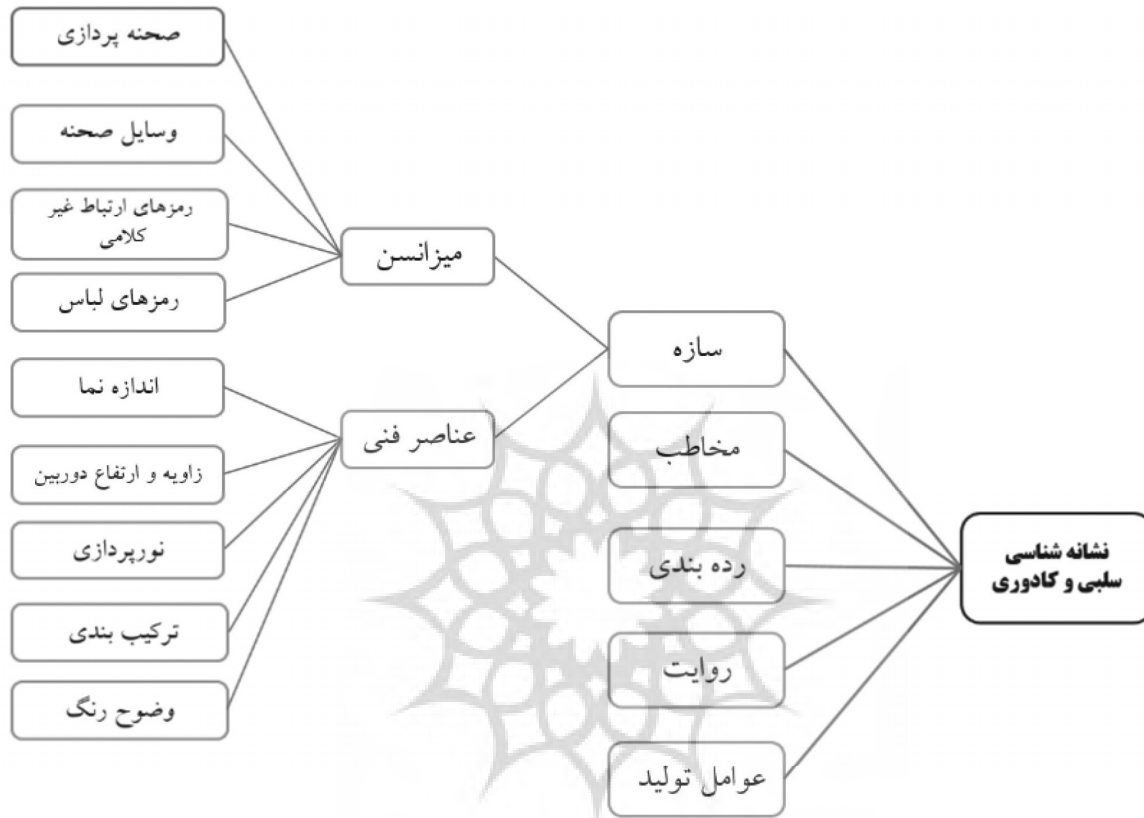 نشانه شناسی
سلبی و کادوری
سازه
مخاطب
رده بندی
روایت
عوامل تولید
میزانسن
عناصر فنی
صحنه پردازی
وسایل صحنه
رمزهای ارتباط غیر
کلامی
رمزهای لباس
اندازه نما
زاویه و ارتفاع دوربین
نورپردازی
ترکیب بندی
وضوح رنگ